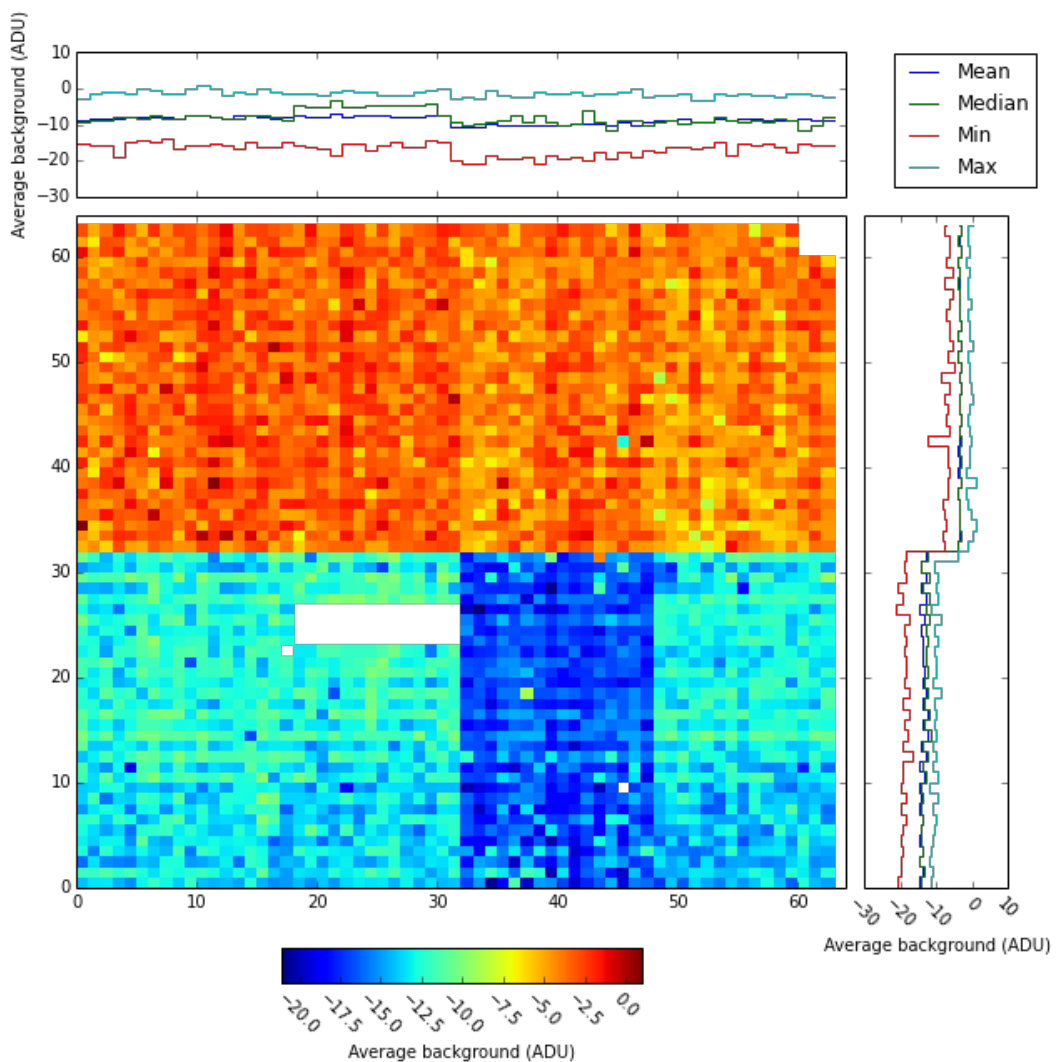 Average background (ADU)
10
0
−10
−20
−30
Mean
Median
Min
Max
60
50
40
30
20
10
0
0 10 20 30 40 50 60
−30 −20 −10 0 10
Average background (ADU)
−20.0 −17.5 −15.0 −12.5 −10.0 −7.5 −5.0 −2.5 0.0
Average background (ADU)